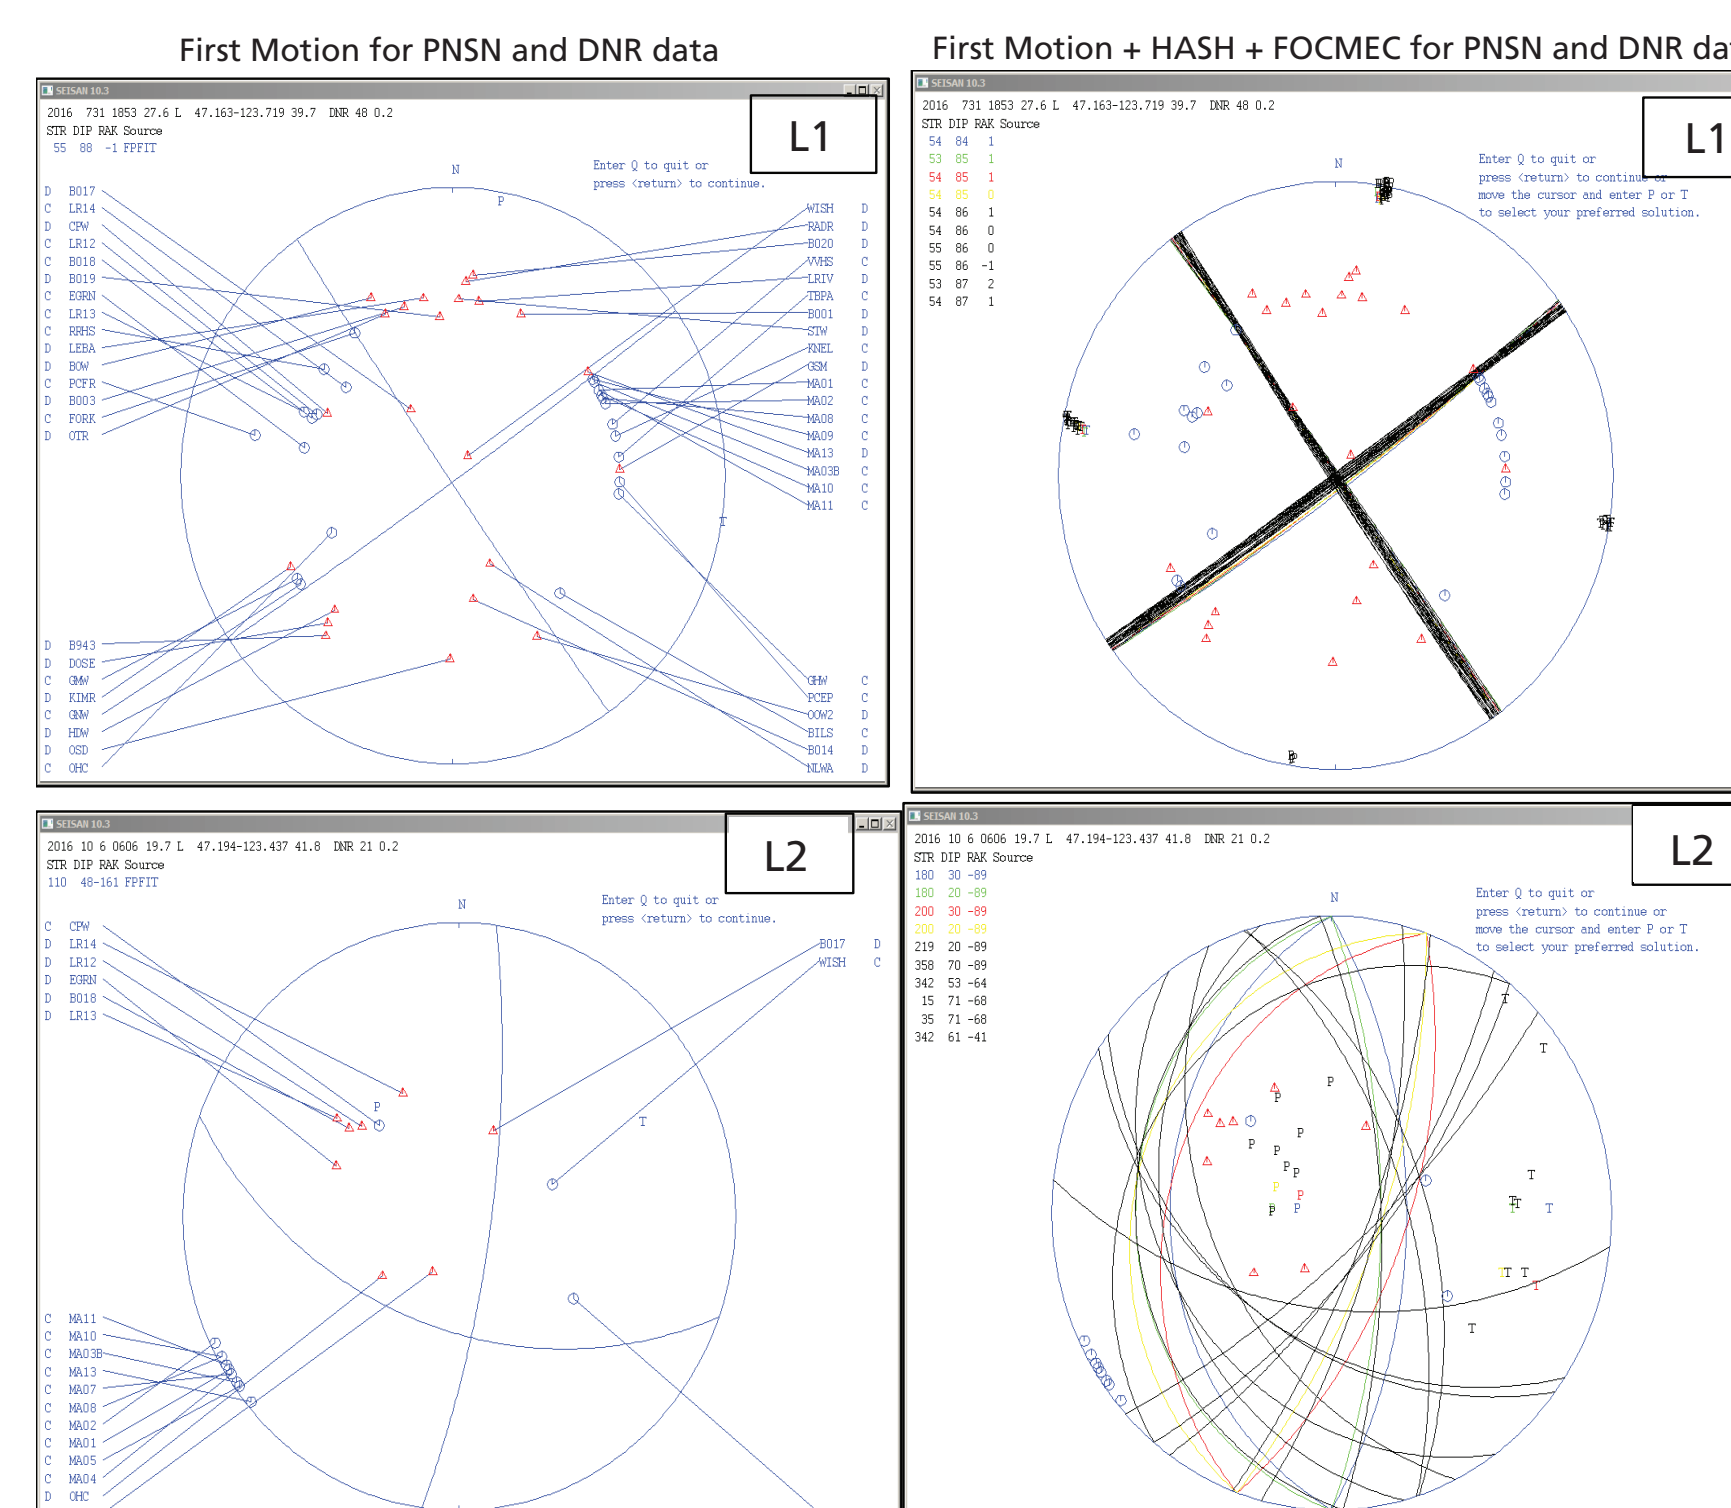 First Motion for PNSN and DNR data
SEISAN 10.3
L1
2016 731 1853 27.6 L 47.163-123.719 39.7 DNR 48 0.2
STR DIP RAK Source
55 88 -1 FPFIT
Enter Q to quit or
press <return> to continue.
N
P
T
D B017
C LR14
D CPW
C LR12
C B018
D B019
C EGRN
C LR13
C RRHS
D LEBA
D BOW
C PCFR
D B003
C FORK
D OTR
WISH D
RADR D
B020 D
VVHS C
LRIV D
TBPA C
B001 D
STW D
KNEL C
GSM D
MA01 C
MA02 C
MA08 C
MA09 C
MA13 D
MA03B C
MA10 C
MA11 C
D B943
D DOSE
C GMW
D KIMR
C GNW
D HDW
D OSD
C OHC
GHW C
PCEP C
OOW2 D
BILS C
B014 D
NLWA D
First Motion + HASH + FOCMEC for PNSN and DNR da
SEISAN 10.3
L1
2016 731 1853 27.6 L 47.163-123.719 39.7 DNR 48 0.2
STR DIP RAK Source
54 84 1
53 85 1
54 85 1
54 85 0
54 86 1
54 86 0
55 86 0
55 86 -1
53 87 2
54 87 1
N
Enter Q to quit or
press <return> to continue or
move the cursor and enter P or T
to select your preferred solution.
SEISAN 10.3
L2
2016 10 6 0606 19.7 L 47.194-123.437 41.8 DNR 21 0.2
STR DIP RAK Source
110 48-161 FPFIT
Enter Q to quit or
press <return> to continue.
N
P
T
C CPW
D LR14
D LR12
D EGRN
D B018
D LR13
B017 D
WISH C
C MA11
C MA10
C MA03B
C MA13
C MA07
C MA08
C MA02
C MA01
C MA05
C MA04
D OHC
SEISAN 10.3
L2
2016 10 6 0606 19.7 L 47.194-123.437 41.8 DNR 21 0.2
STR DIP RAK Source
180 30 -89
180 20 -89
200 30 -89
200 20 -89
219 20 -89
358 70 -89
342 53 -64
15 71 -68
35 71 -68
342 61 -41
N
Enter Q to quit or
press <return> to continue or
move the cursor and enter P or T
to select your preferred solution.